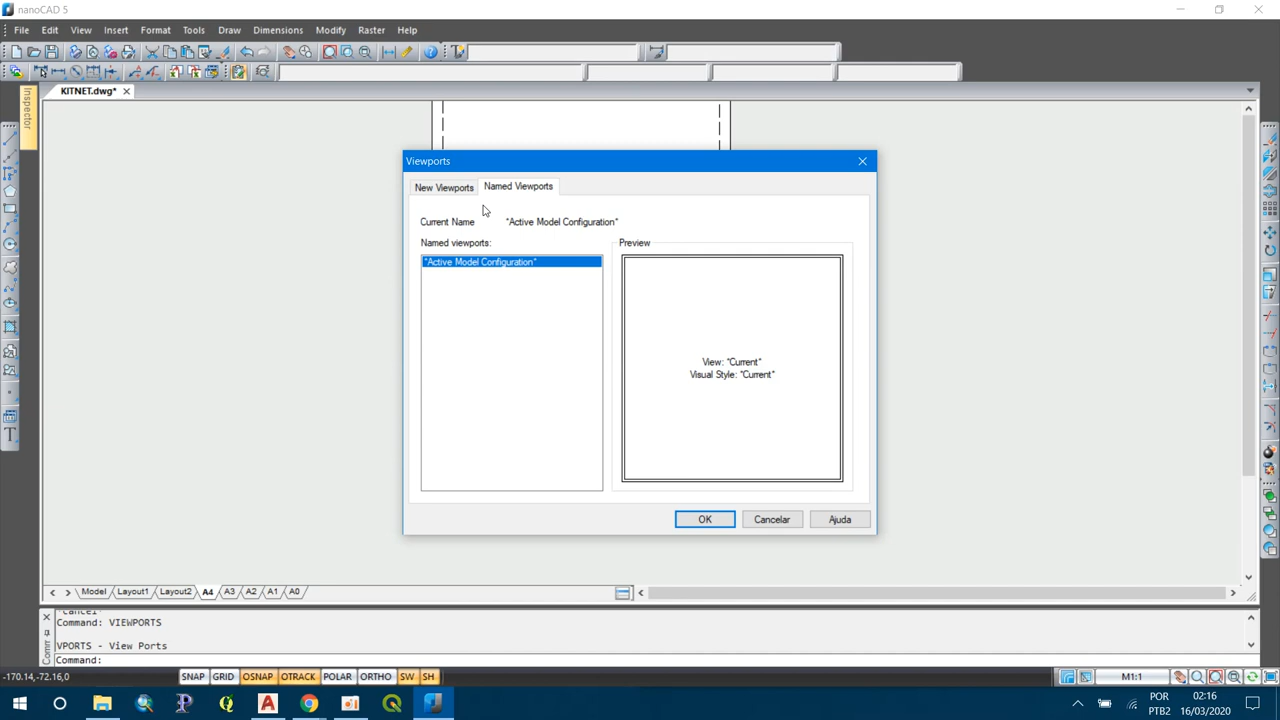 nanoCAD 5
File Edit View Insert Format Tools Draw Dimensions Modify Raster Help
KITNET.dwg*
Inspector
Viewports
New Viewports Named Viewports
Current Name *Active Model Configuration*
Named viewports: Preview
*Active Model Configuration*
View: *Current*
Visual Style: *Current*
OK Cancelar Ajuda
Model Layout1 Layout2 A4 A3 A2 A1 A0
*Cancel*
Command: VIEWPORTS
VPORTS - View Ports
Command:
Comm
-170.14,-72.16,0 SNAP GRID OSNAP OTRACK POLAR ORTHO SW SH M1:1
POR 02:16
PTB2 16/03/2020